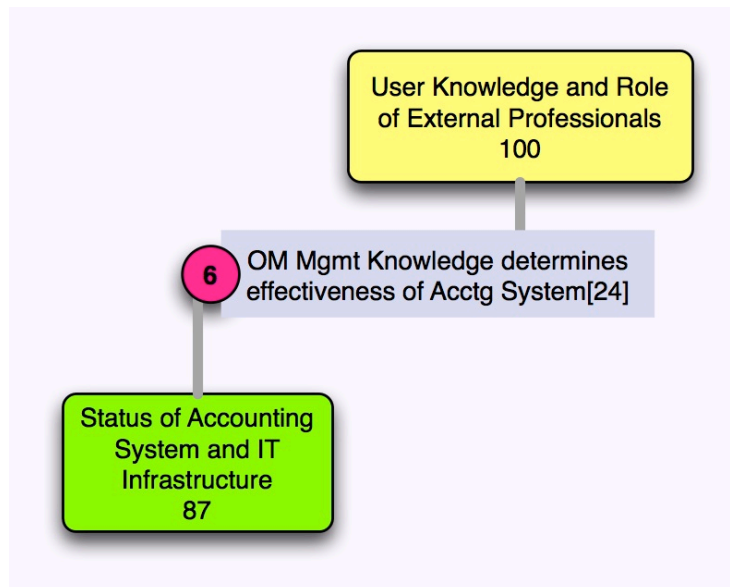 User Knowledge and Role
of External Professionals
100
6
OM Mgmt Knowledge determines
effectiveness of Acctg System[24]
Status of Accounting
System and IT
Infrastructure
87